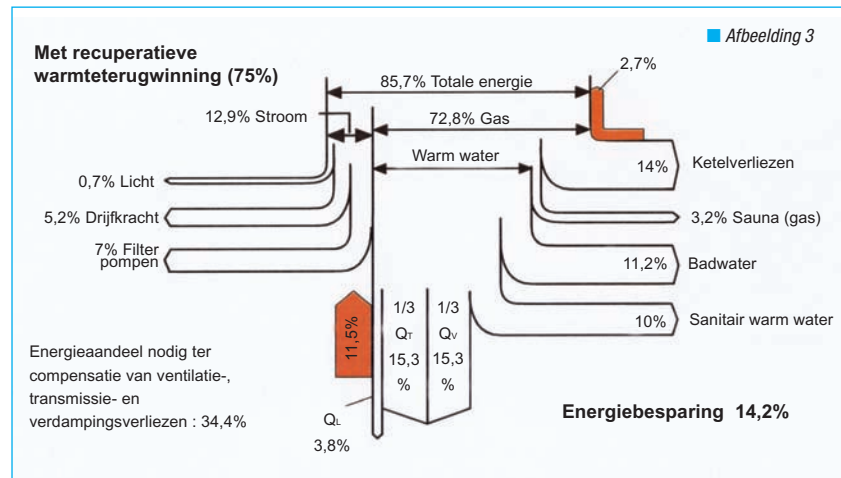 Afbeelding 3
Met recuperatieve
warmteterugwinning (75%)
2,7%
85,7% Totale energie
12,9% Stroom
72,8% Gas
Warm water
14%
Ketelverliezen
0,7% Licht
5,2% Drijfkracht
3,2% Sauna (gas)
7% Filter
pompen
11,2%
Badwater
10%
Sanitair warm water
11,5%
1/3
QT
15,3
%
1/3
QV
15,3
%
Energieaandeel nodig ter
compensatie van ventilatie-,
transmissie- en
verdampingsverliezen : 34,4%
QL
3,8%
Energiebesparing 14,2%